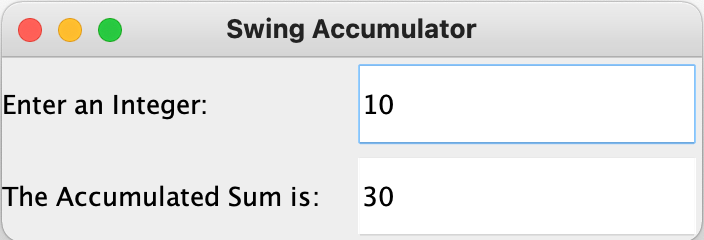 Swing Accumulator
Enter an Integer: 10
The Accumulated Sum is: 30